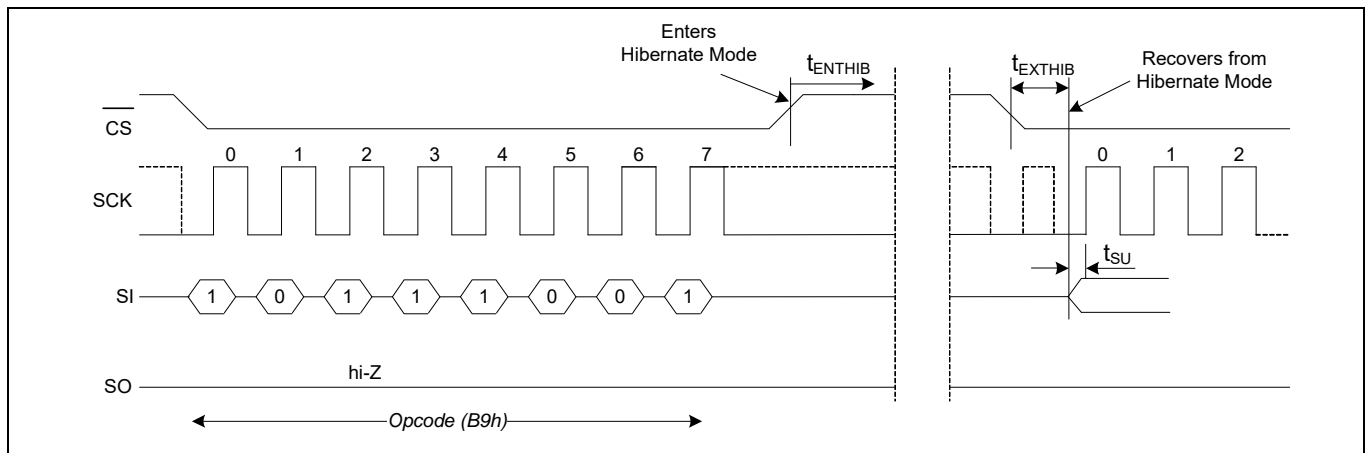 Enters
Hibernate Mode
tENTHIB
tEXTHIB
Recovers from
Hibernate Mode
CS
0 1 2 3 4 5 6 7 0 1 2
SCK
tSU
SI 1 0 1 1 1 0 0 1
hi-Z
SO
Opcode (B9h)